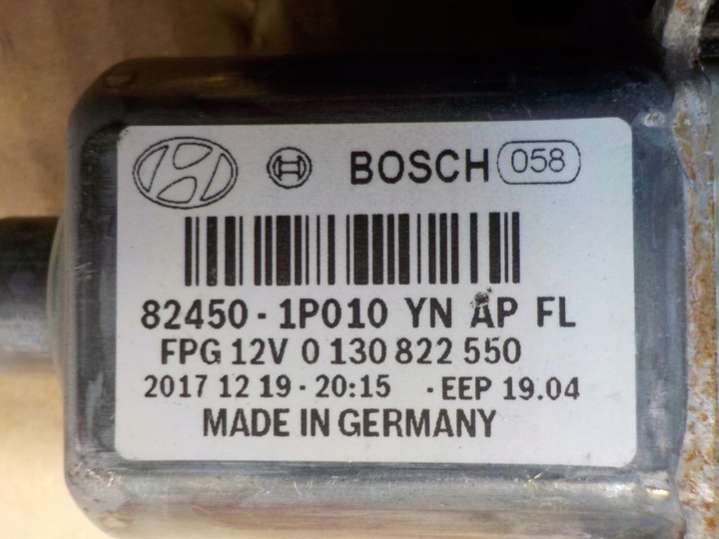 BOSCH 058
82450-1P010 YN AP FL
FPG 12V 0 130 822 550
2017 12 19-20:15 -EEP 19.04
MADE IN GERMANY